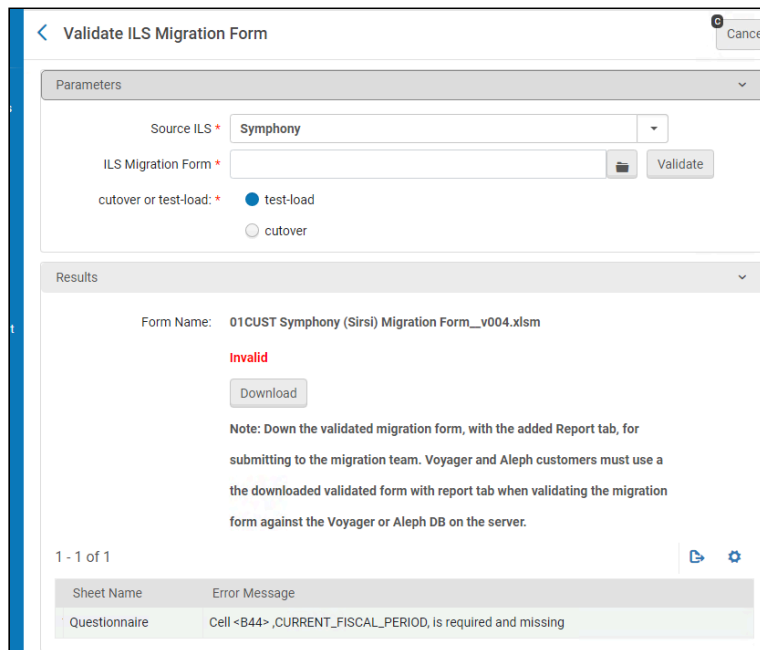 Validate ILS Migration Form
C
Cance
Parameters
Source ILS *
Symphony
ILS Migration Form *
Validate
cutover or test-load: *
test-load
cutover
Results
Form Name:
01CUST Symphony (Sirsi) Migration Form__v004.xlsm
Invalid
Download
Note: Down the validated migration form, with the added Report tab, for
submitting to the migration team. Voyager and Aleph customers must use a
the downloaded validated form with report tab when validating the migration
form against the Voyager or Aleph DB on the server.
1 - 1 of 1
Sheet Name Error Message
Questionnaire Cell <B44> ,CURRENT_FISCAL_PERIOD, is required and missing